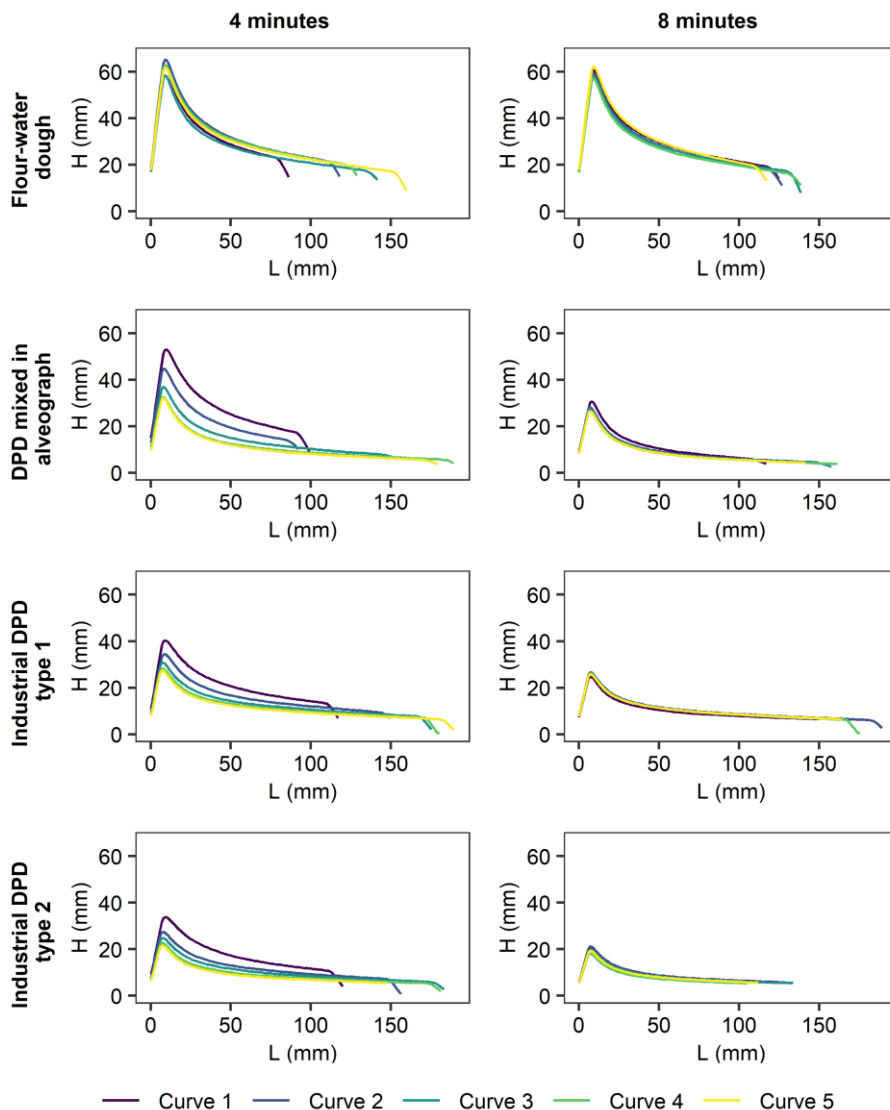 4 minutes
8 minutes
Flour-water
dough
H (mm)
60
40
20
0
0 50 100 150
L (mm)
H (mm)
60
40
20
0
0 50 100 150
L (mm)
DPD mixed in
alveograph
H (mm)
60
40
20
0
0 50 100 150
L (mm)
H (mm)
60
40
20
0
0 50 100 150
L (mm)
Industrial DPD
type 1
H (mm)
60
40
20
0
0 50 100 150
L (mm)
H (mm)
60
40
20
0
0 50 100 150
L (mm)
Industrial DPD
type 2
H (mm)
60
40
20
0
0 50 100 150
L (mm)
H (mm)
60
40
20
0
0 50 100 150
L (mm)
Curve 1 Curve 2 Curve 3 Curve 4 Curve 5